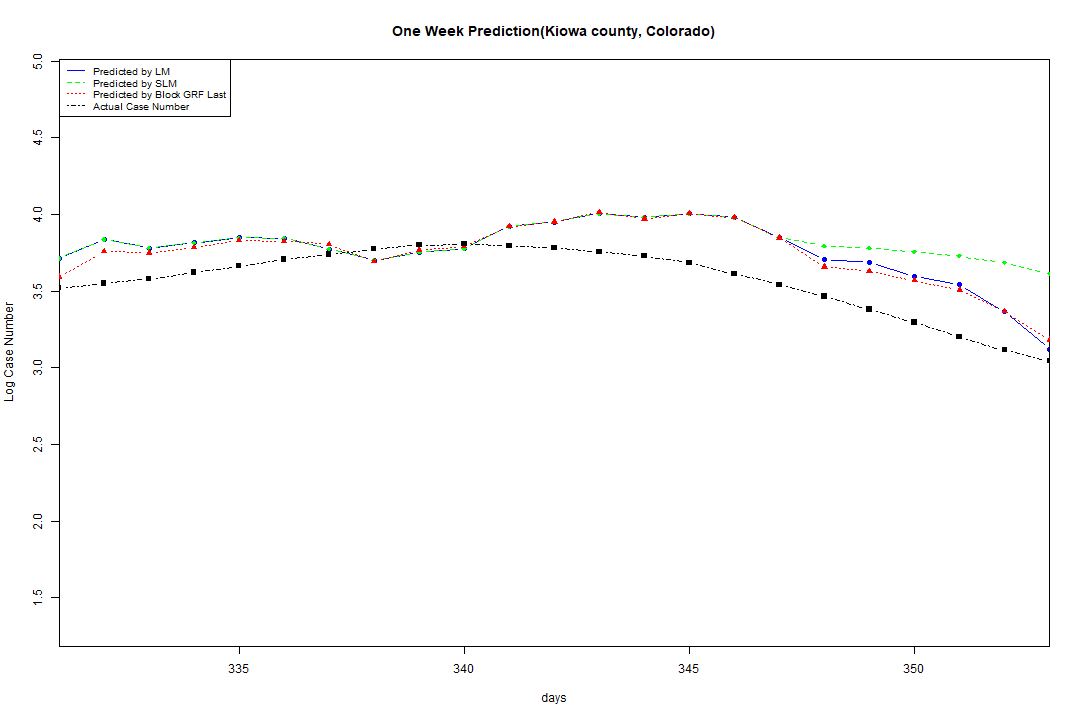 One Week Prediction(Kiowa county, Colorado)
Predicted by LM
Predicted by SLM
Predicted by Block GRF Last
Actual Case Number
5.0
4.5
4.0
3.5
3.0
2.5
2.0
1.5
Log Case Number
335
340
345
350
days